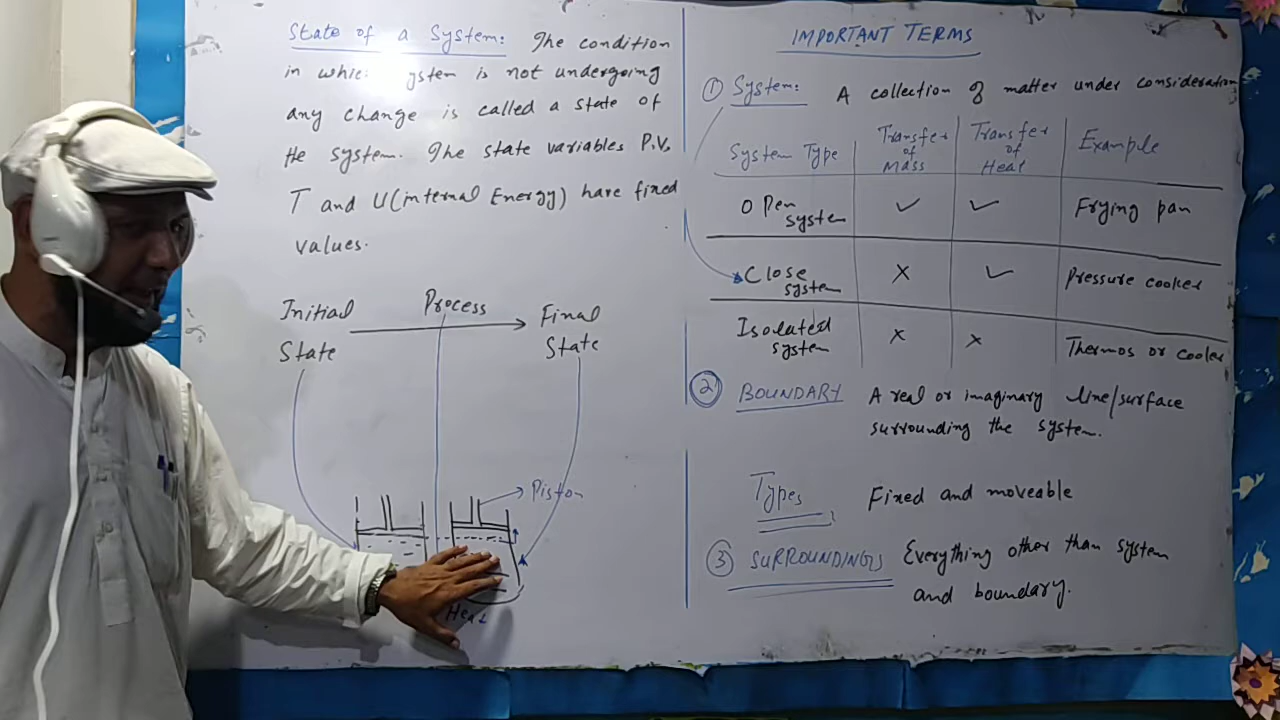 State of a System: The condition
in whic ystem is not undergoing
any change is called a state of
the system. The state variables P.V,
T and U(internal Energy) have fixed
values.
Initial
State
Process
Final
State
Piston
Heat
IMPORTANT TERMS
① System: A collection of matter under consideration
System Type Transfer of Mass Transfer of Heat Example
Open system ✓ ✓ Frying pan
Close system × ✓ Pressure cooker
Isolated system × × Thermos or cooler
② BOUNDARY A real or imaginary line/surface
surrounding the system.
Types Fixed and moveable
③ SURROUNDINGS Everything other than system
and boundary.